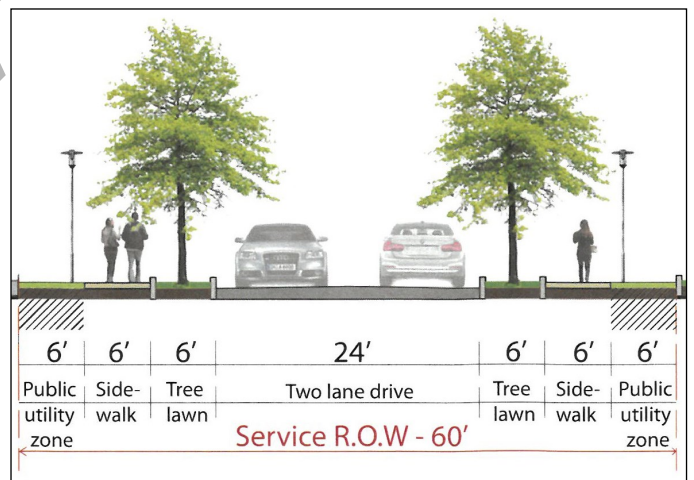 6’ 6’ 6’ 24’ 6’ 6’ 6’
Public Side- Tree Two lane drive Tree Side- Public
utility walk lawn lawn walk utility
zone zone
Service R.O.W - 60’